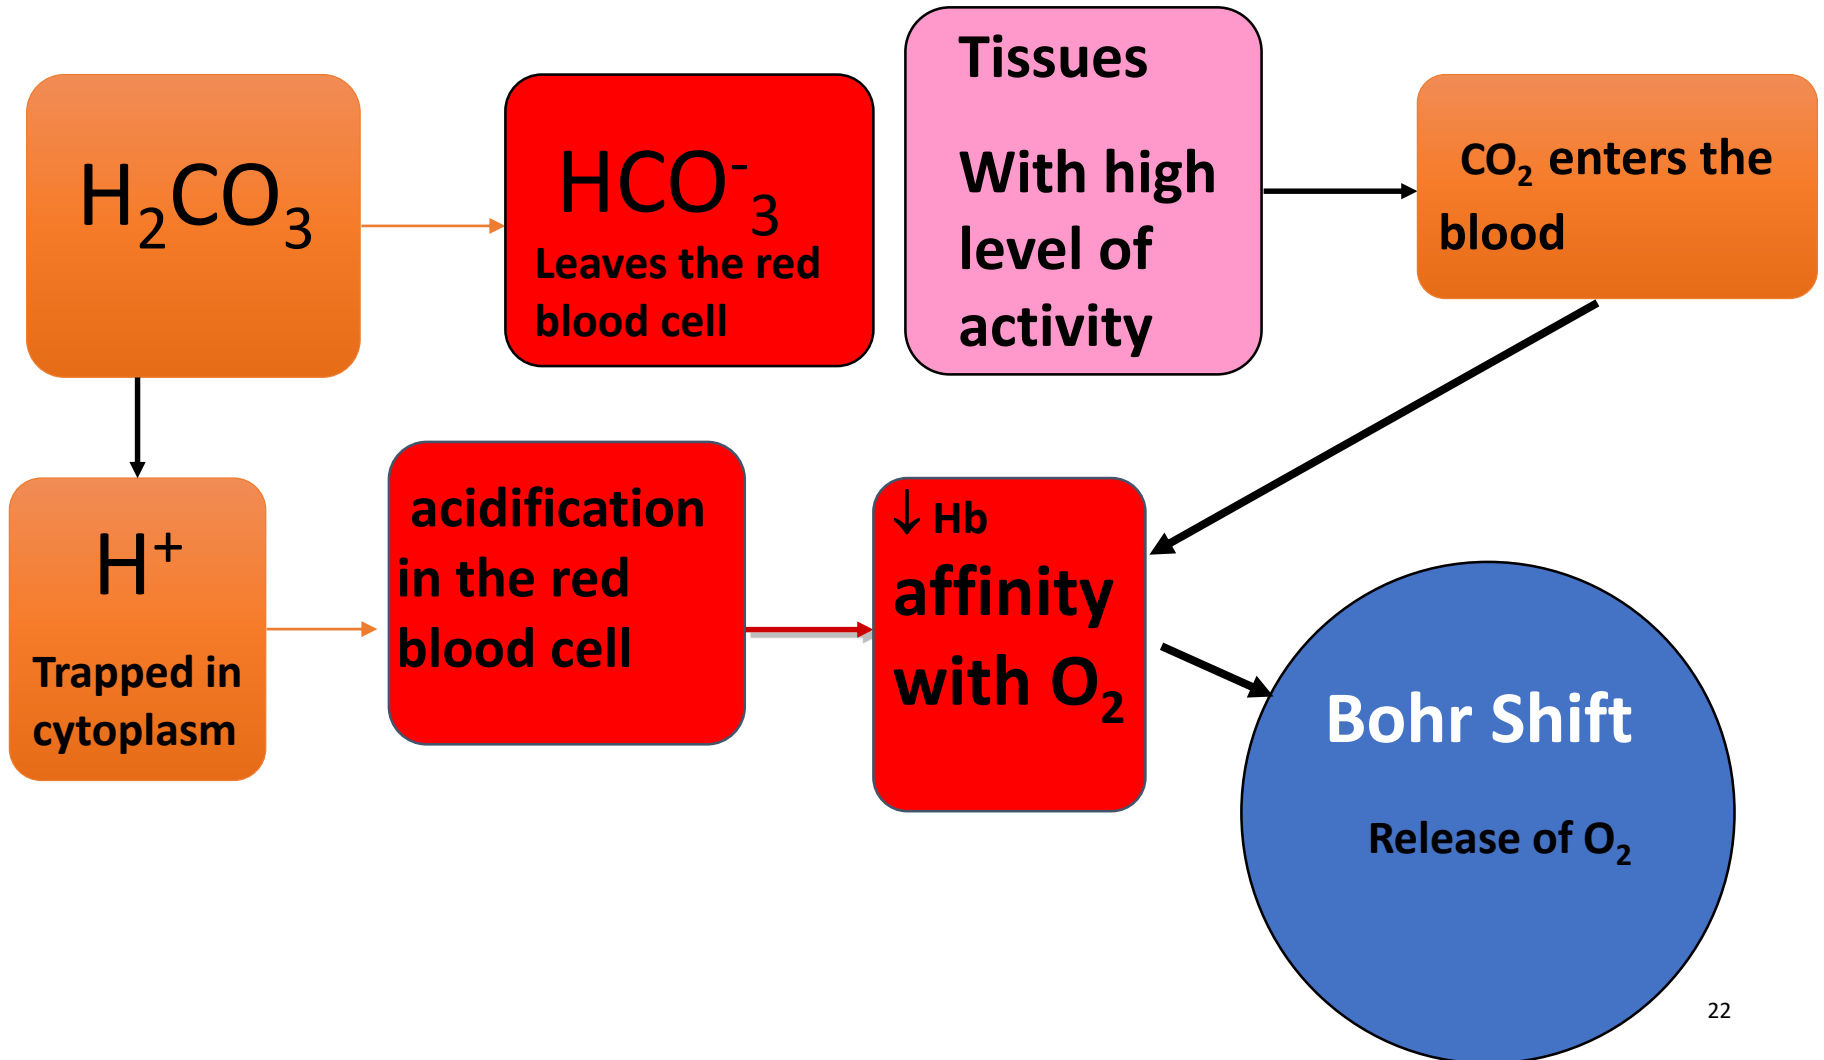 H₂CO₃
HCO⁻₃
Leaves the red
blood cell
Tissues
With high
level of
activity
CO₂ enters the
blood
H⁺
Trapped in
cytoplasm
acidification
in the red
blood cell
↓ Hb
affinity
with O₂
Bohr Shift
Release of O₂
22